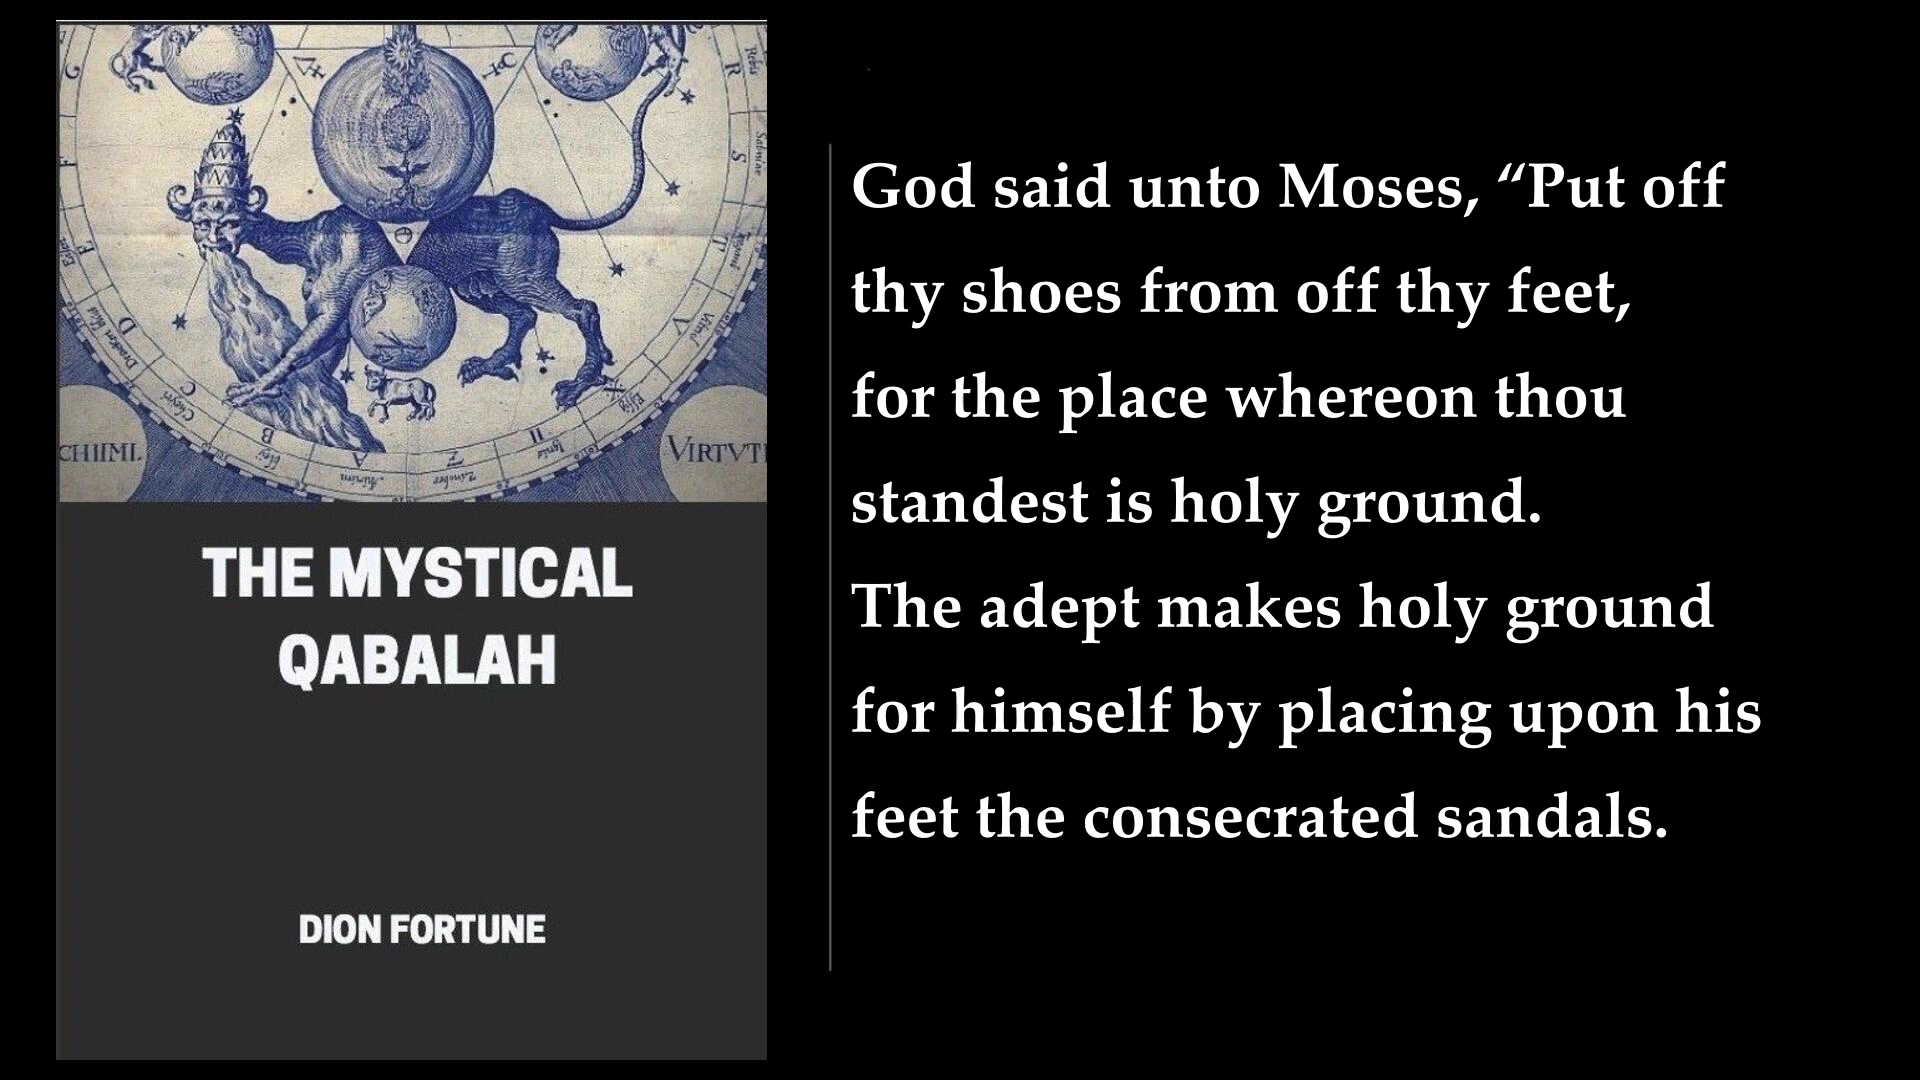 CHIIMI.
VIRTVTI
THE MYSTICAL
QABALAH
DION FORTUNE
God said unto Moses, “Put off
thy shoes from off thy feet,
for the place whereon thou
standest is holy ground.
The adept makes holy ground
for himself by placing upon his
feet the consecrated sandals.